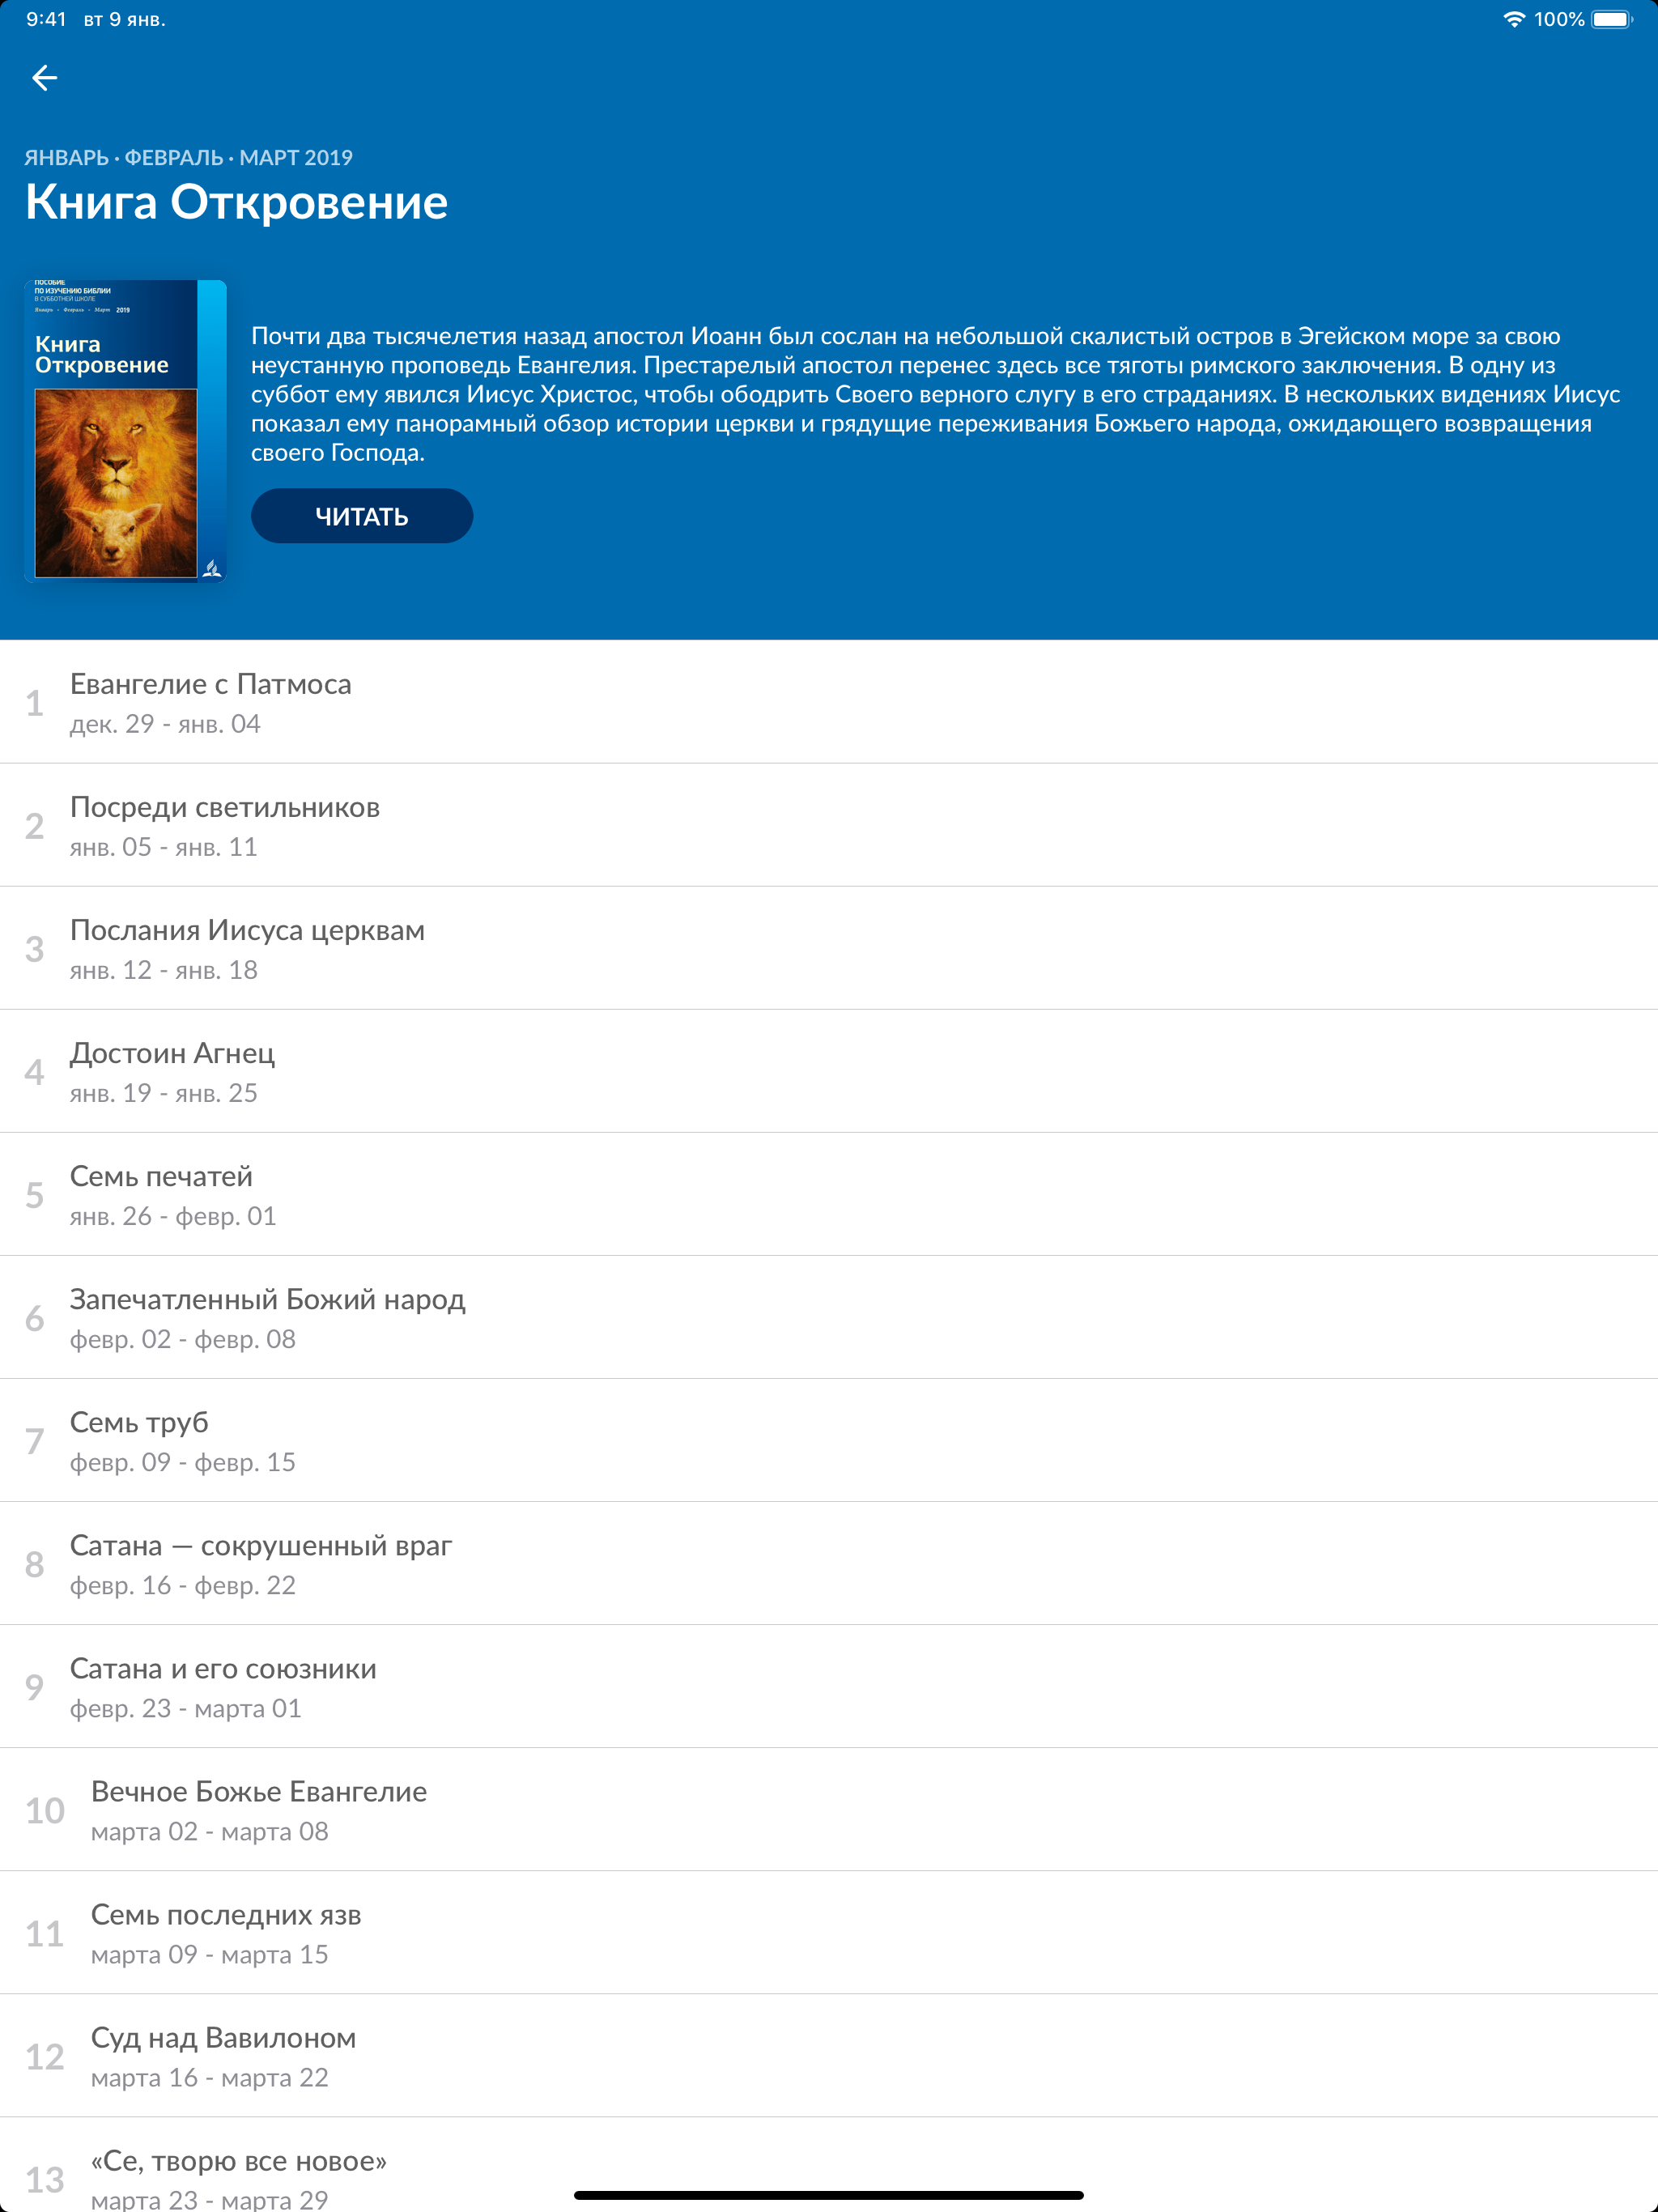 9:41 вт 9 янв.
100%
ЯНВАРЬ · ФЕВРАЛЬ · МАРТ 2019
Книга Откровение
ПОСОБИЕ
ПО ИЗУЧЕНИЮ БИБЛИИ
В СУББОТНЕЙ ШКОЛЕ
Январь - Февраль - Март 2019
Книга
Откровение
Почти два тысячелетия назад апостол Иоанн был сослан на небольшой скалистый остров в Эгейском море за свою
неустанную проповедь Евангелия. Престарелый апостол перенес здесь все тяготы римского заключения. В одну из
суббот ему явился Иисус Христос, чтобы ободрить Своего верного слугу в его страданиях. В нескольких видениях Иисус
показал ему панорамный обзор истории церкви и грядущие переживания Божьего народа, ожидающего возвращения
своего Господа.
ЧИТАТЬ
1
Евангелие с Патмоса
дек. 29 - янв. 04
2
Посреди светильников
янв. 05 - янв. 11
3
Послания Иисуса церквам
янв. 12 - янв. 18
4
Достоин Агнец
янв. 19 - янв. 25
5
Семь печатей
янв. 26 - февр. 01
6
Запечатленный Божий народ
февр. 02 - февр. 08
7
Семь труб
февр. 09 - февр. 15
8
Сатана — сокрушенный враг
февр. 16 - февр. 22
9
Сатана и его союзники
февр. 23 - марта 01
10
Вечное Божье Евангелие
марта 02 - марта 08
11
Семь последних язв
марта 09 - марта 15
12
Суд над Вавилоном
марта 16 - марта 22
13
«Се, творю все новое»
марта 23 - марта 29